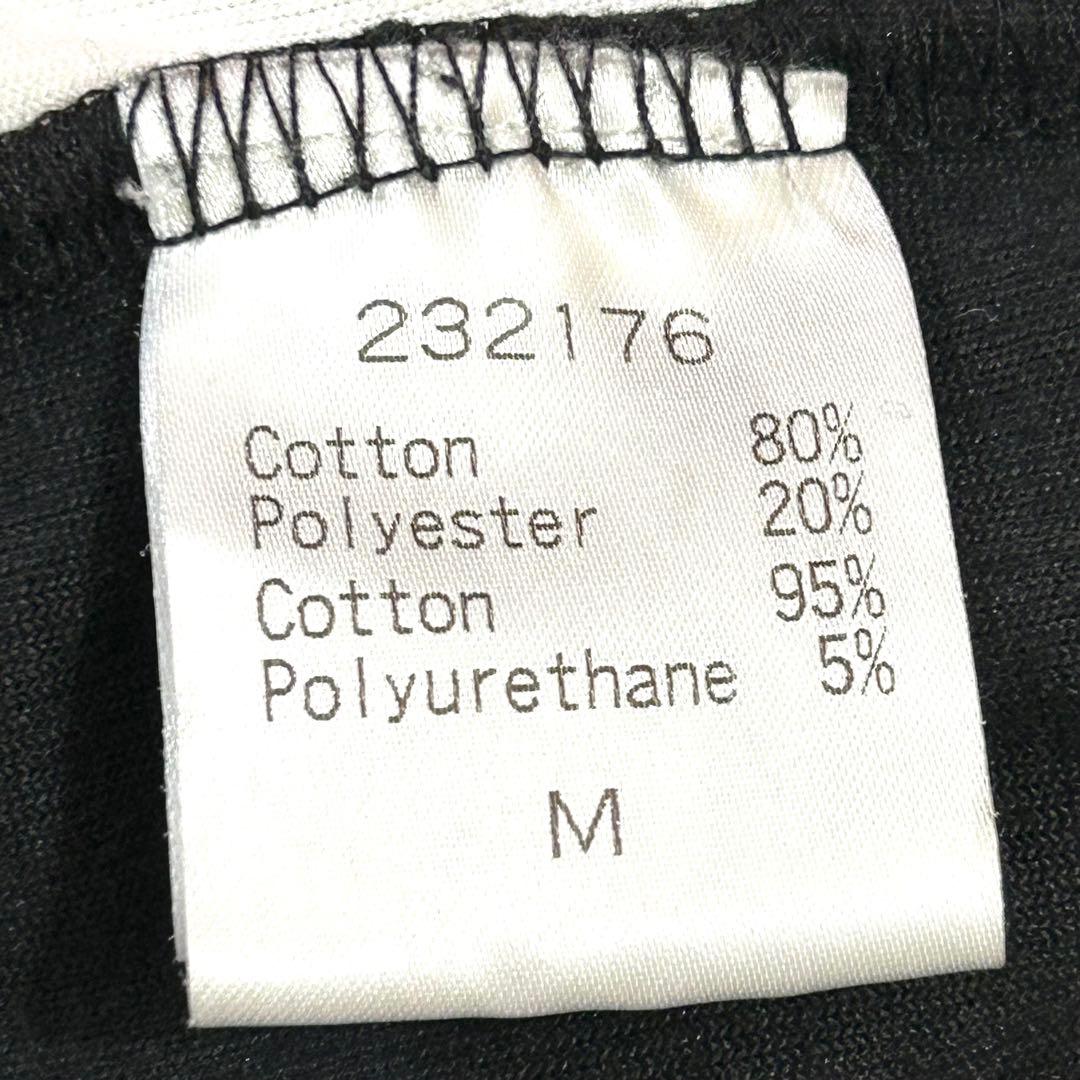 232176
Cotton 80%
Polyester 20%
Cotton 95%
Polyurethane 5%
M